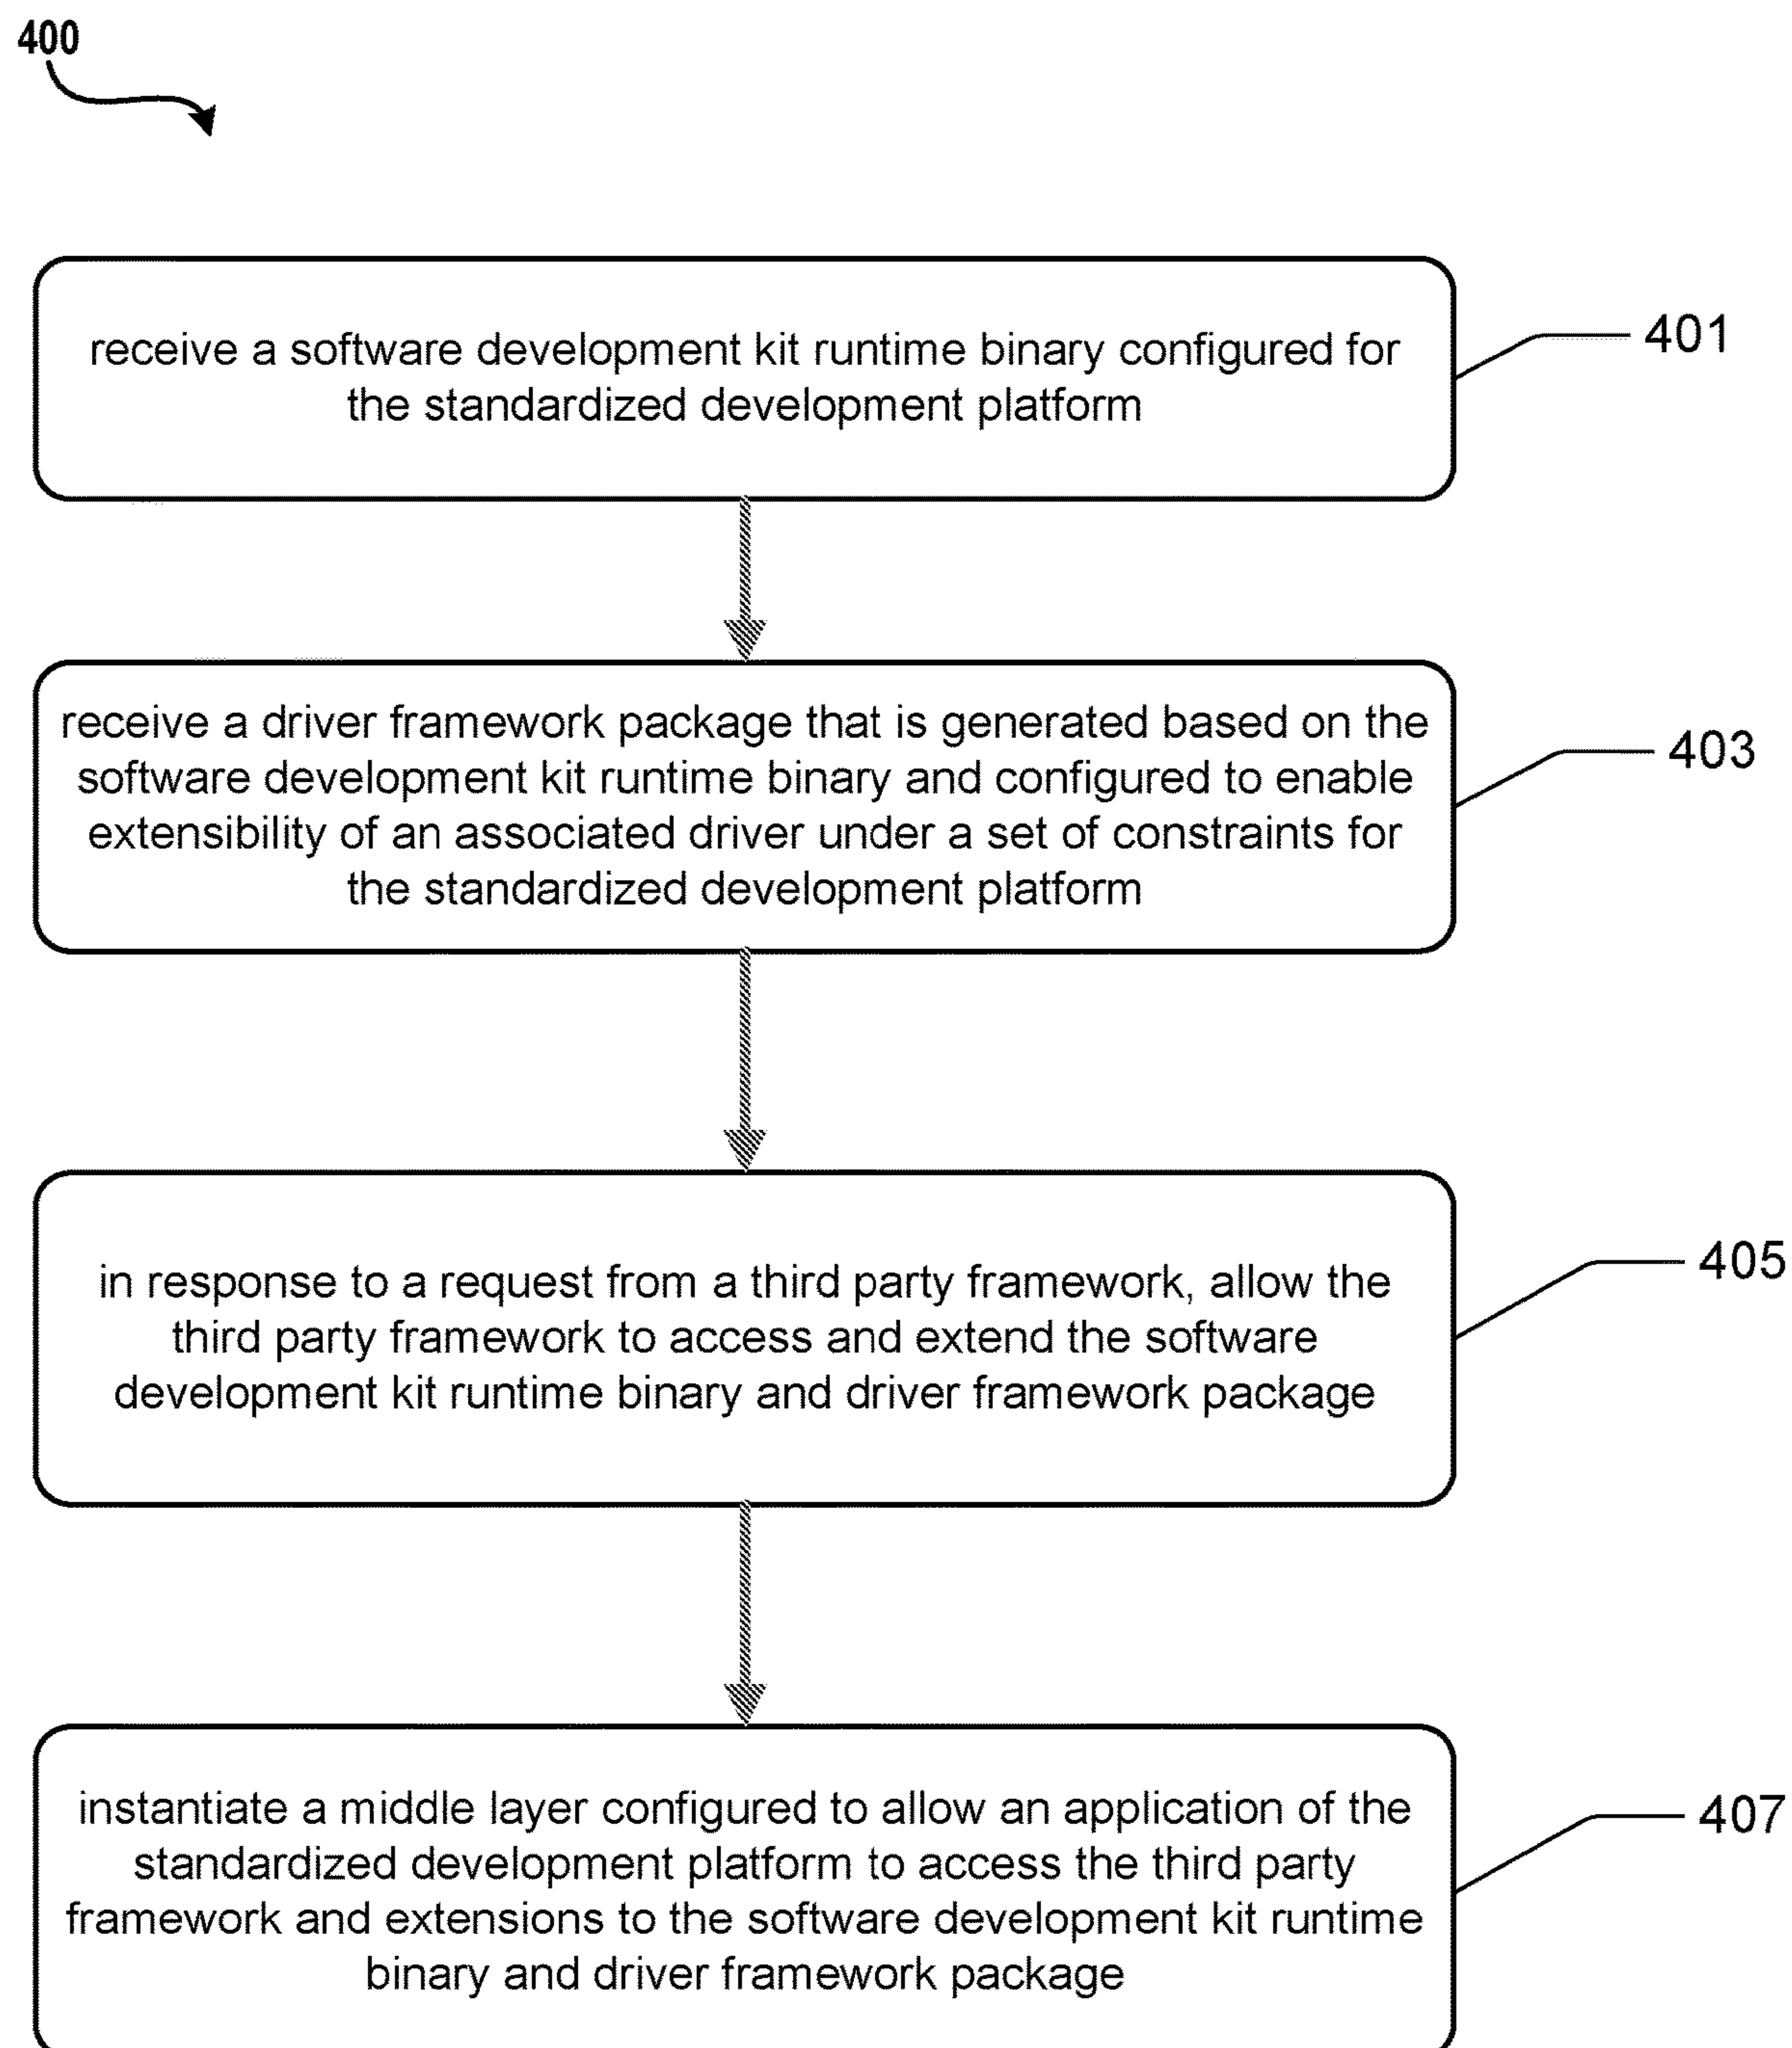 400
receive a software development kit runtime binary configured for
the standardized development platform
401
receive a driver framework package that is generated based on the
software development kit runtime binary and configured to enable
extensibility of an associated driver under a set of constraints for
the standardized development platform
403
in response to a request from a third party framework, allow the
third party framework to access and extend the software
development kit runtime binary and driver framework package
405
instantiate a middle layer configured to allow an application of the
standardized development platform to access the third party
framework and extensions to the software development kit runtime
binary and driver framework package
407